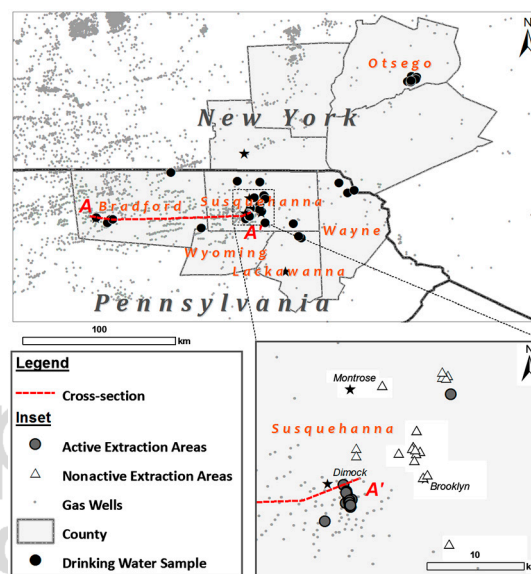 N
Otsego
New York
A Bradford
Susquehanna
A'
Wayne
Wyoming
Lackawanna
Pennsylvania
100
km
Legend
Cross-section
Inset
Active Extraction Areas
Nonactive Extraction Areas
Gas Wells
County
Drinking Water Sample
N
Montrose
Susquehanna
Dimock
A'
Brooklyn
10